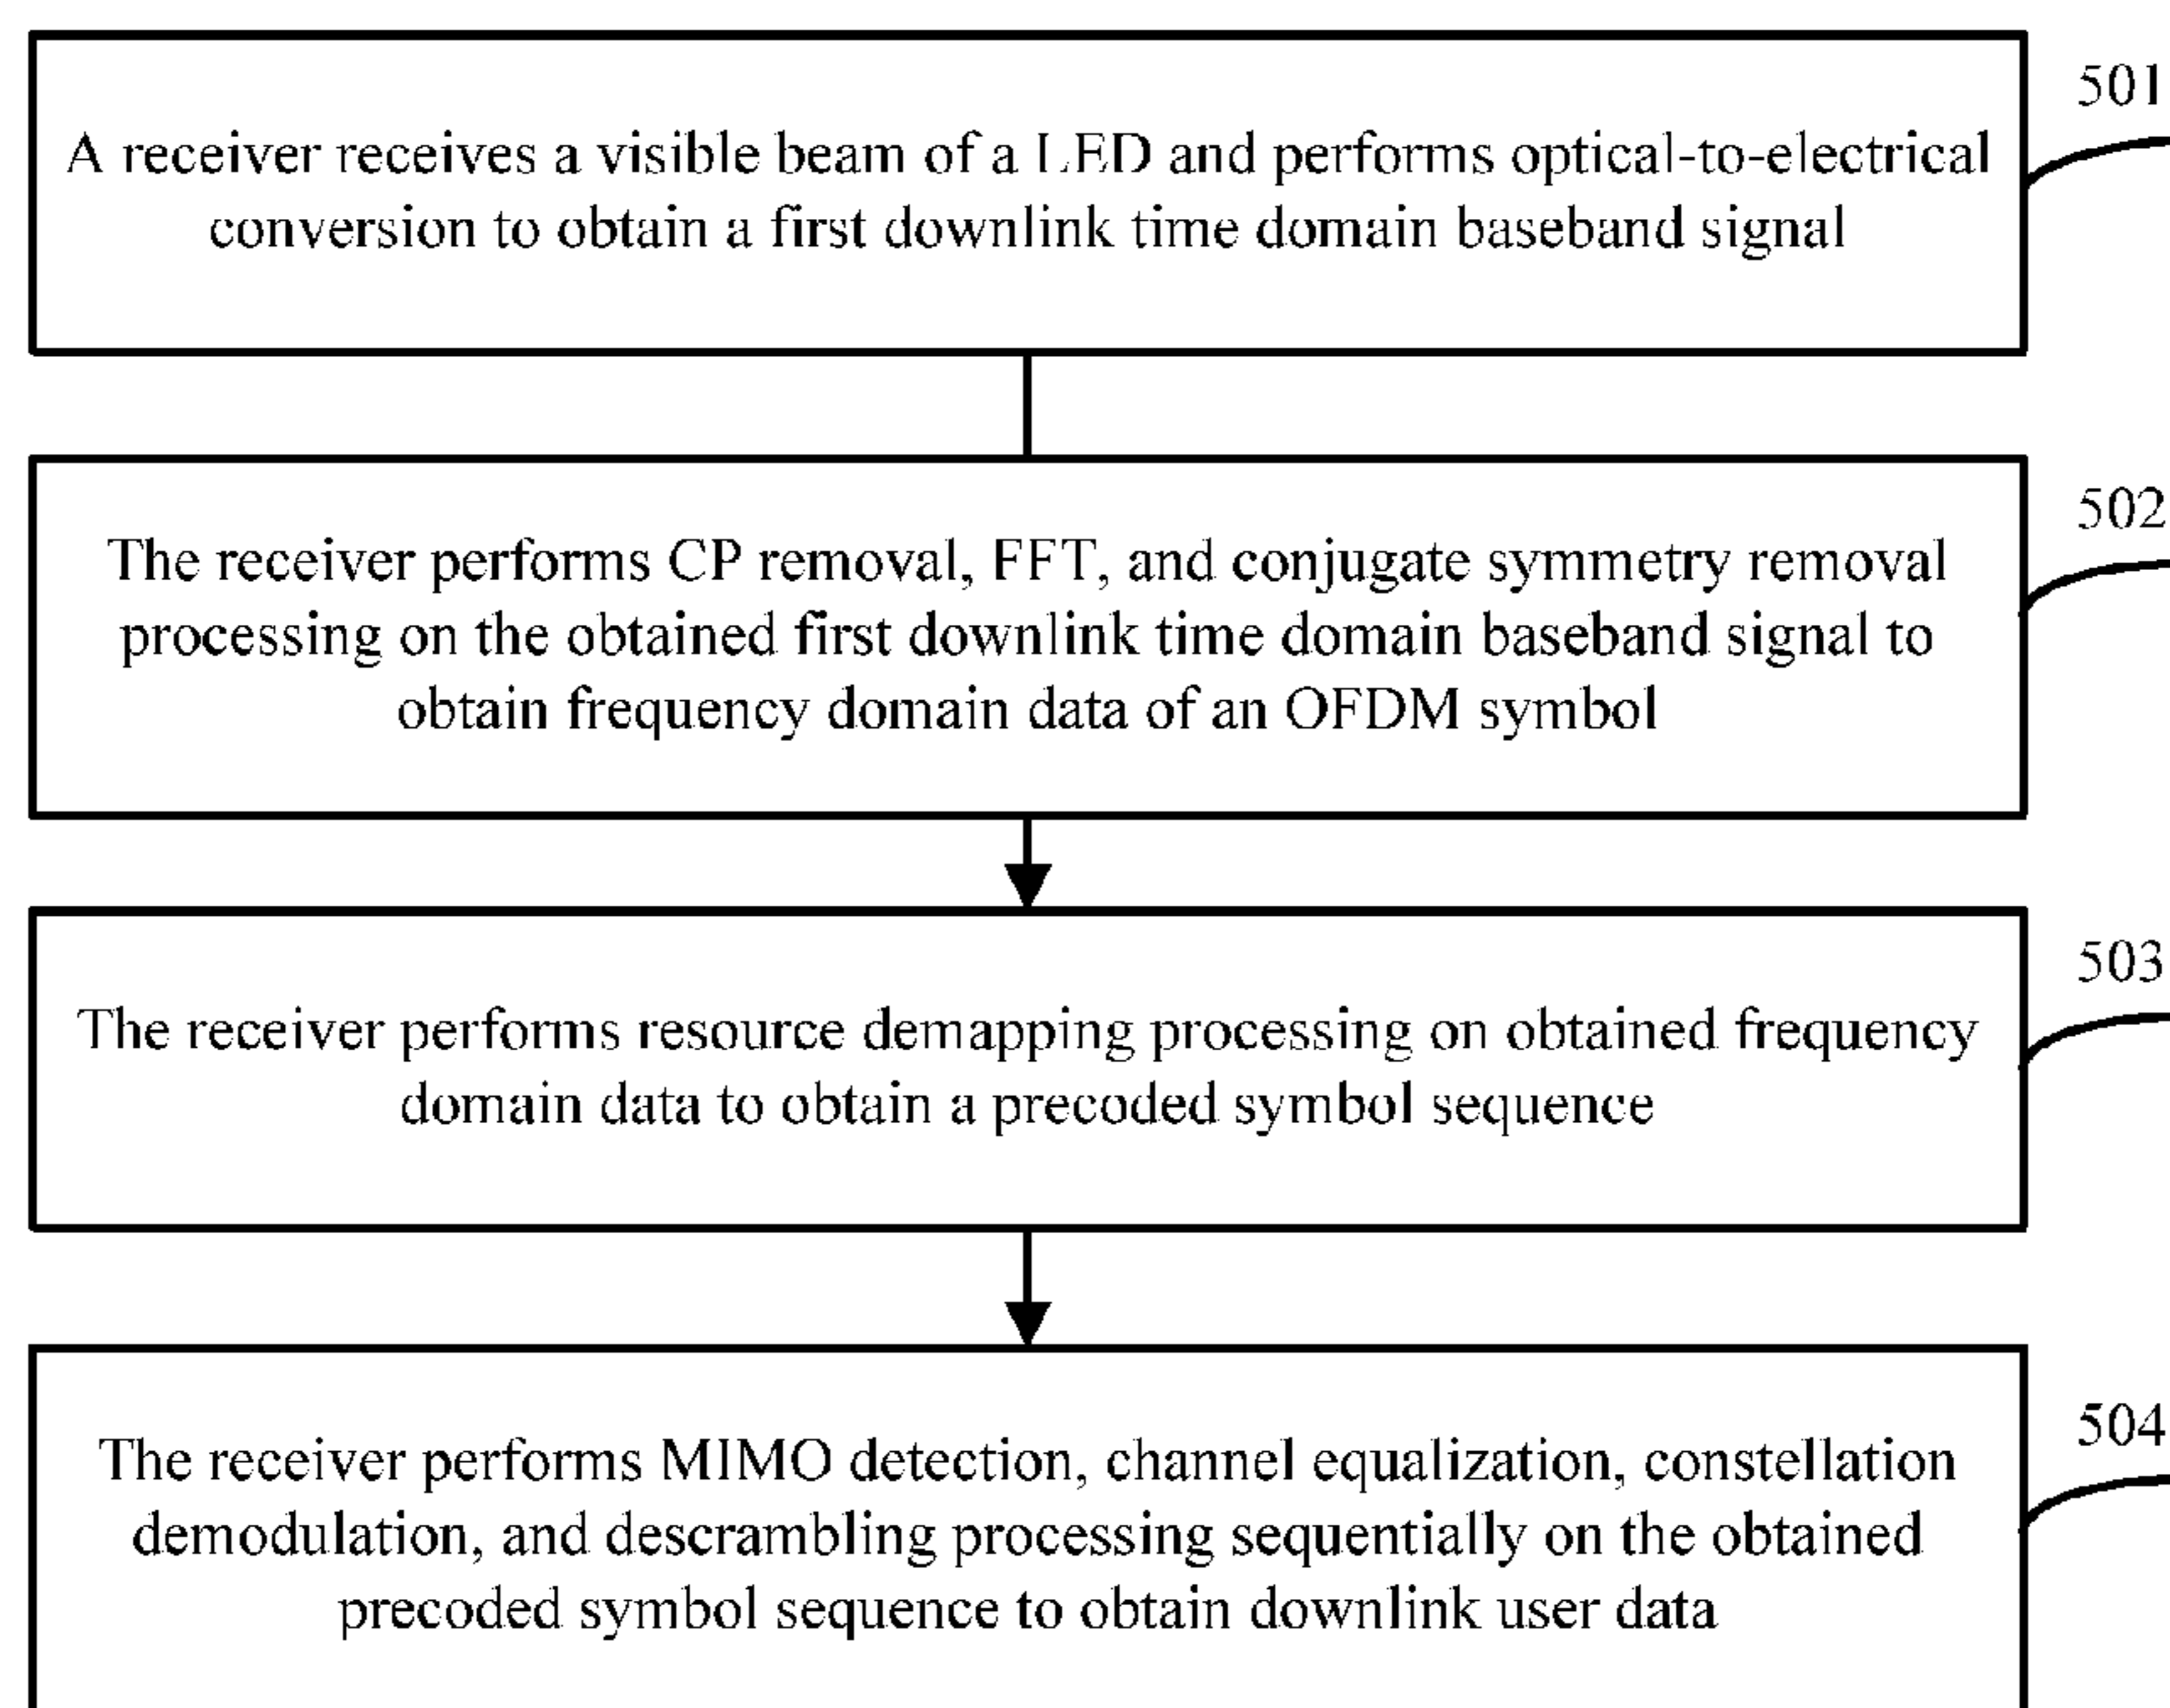 501
A receiver receives a visible beam of a LED and performs optical-to-electrical
conversion to obtain a first downlink time domain baseband signal
502
The receiver performs CP removal, FFT, and conjugate symmetry removal
processing on the obtained first downlink time domain baseband signal to
obtain frequency domain data of an OFDM symbol
503
The receiver performs resource demapping processing on obtained frequency
domain data to obtain a precoded symbol sequence
504
The receiver performs MIMO detection, channel equalization, constellation
demodulation, and descrambling processing sequentially on the obtained
precoded symbol sequence to obtain downlink user data